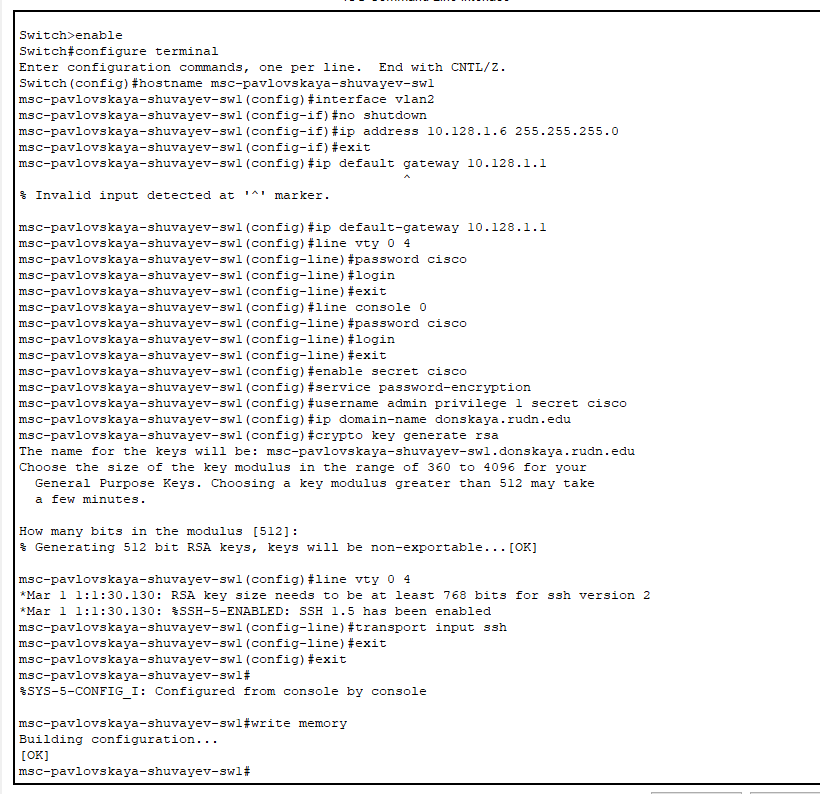 Switch>enable
Switch#configure terminal
Enter configuration commands, one per line.  End with CNTL/Z.
Switch(config)#hostname msc-pavlovskaya-shuvayev-sw1
msc-pavlovskaya-shuvayev-sw1(config)#interface vlan2
msc-pavlovskaya-shuvayev-sw1(config-if)#no shutdown
msc-pavlovskaya-shuvayev-sw1(config-if)#ip address 10.128.1.6 255.255.255.0
msc-pavlovskaya-shuvayev-sw1(config-if)#exit
msc-pavlovskaya-shuvayev-sw1(config)#ip default gateway 10.128.1.1
^
% Invalid input detected at '^' marker.
msc-pavlovskaya-shuvayev-sw1(config)#ip default-gateway 10.128.1.1
msc-pavlovskaya-shuvayev-sw1(config)#line vty 0 4
msc-pavlovskaya-shuvayev-sw1(config-line)#password cisco
msc-pavlovskaya-shuvayev-sw1(config-line)#login
msc-pavlovskaya-shuvayev-sw1(config-line)#exit
msc-pavlovskaya-shuvayev-sw1(config)#line console 0
msc-pavlovskaya-shuvayev-sw1(config-line)#password cisco
msc-pavlovskaya-shuvayev-sw1(config-line)#login
msc-pavlovskaya-shuvayev-sw1(config-line)#exit
msc-pavlovskaya-shuvayev-sw1(config)#enable secret cisco
msc-pavlovskaya-shuvayev-sw1(config)#service password-encryption
msc-pavlovskaya-shuvayev-sw1(config)#username admin privilege 1 secret cisco
msc-pavlovskaya-shuvayev-sw1(config)#ip domain-name donskaya.rudn.edu
msc-pavlovskaya-shuvayev-sw1(config)#crypto key generate rsa
The name for the keys will be: msc-pavlovskaya-shuvayev-sw1.donskaya.rudn.edu
Choose the size of the key modulus in the range of 360 to 4096 for your
General Purpose Keys. Choosing a key modulus greater than 512 may take
a few minutes.
How many bits in the modulus [512]:
% Generating 512 bit RSA keys, keys will be non-exportable...[OK]
msc-pavlovskaya-shuvayev-sw1(config)#line vty 0 4
*Mar 1 1:1:30.130: RSA key size needs to be at least 768 bits for ssh version 2
*Mar 1 1:1:30.130: %SSH-5-ENABLED: SSH 1.5 has been enabled
msc-pavlovskaya-shuvayev-sw1(config-line)#transport input ssh
msc-pavlovskaya-shuvayev-sw1(config-line)#exit
msc-pavlovskaya-shuvayev-sw1(config)#exit
msc-pavlovskaya-shuvayev-sw1#
%SYS-5-CONFIG_I: Configured from console by console
msc-pavlovskaya-shuvayev-sw1#write memory
Building configuration...
[OK]
msc-pavlovskaya-shuvayev-sw1#